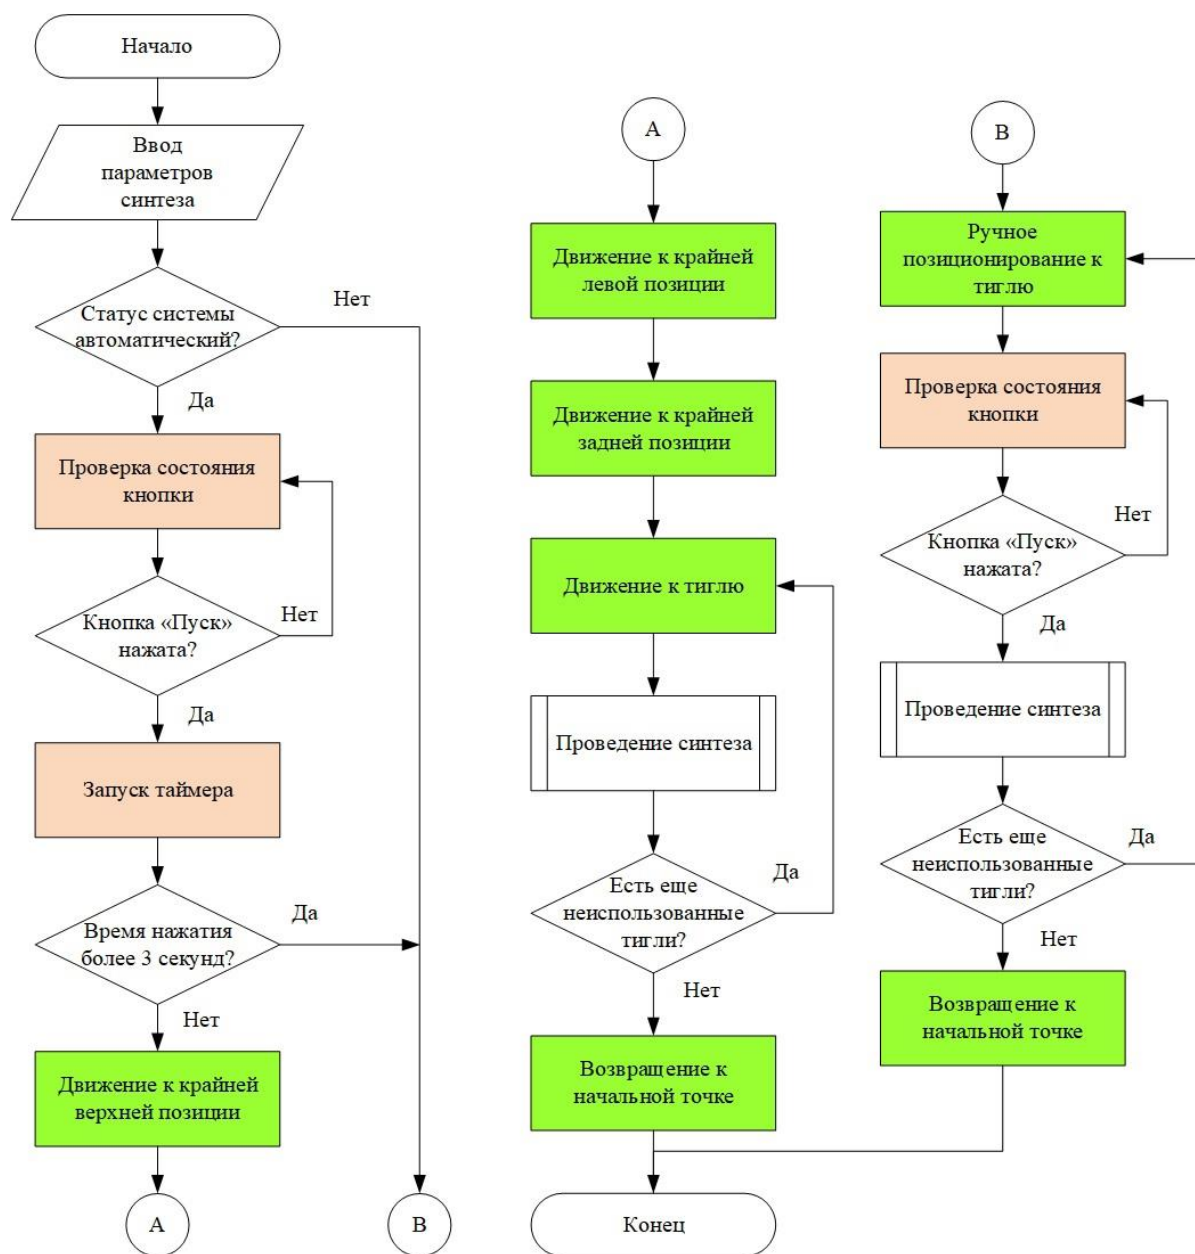 Начало
Ввод
параметров
синтеза
Статус системы
автоматический?
Нет
Да
Проверка состояния
кнопки
Кнопка «Пуск»
нажата?
Нет
Да
Запуск таймера
Время нажатия
более 3 секунд?
Да
Нет
Движение к крайней
верхней позиции
А
В
А
Движение к крайней
левой позиции
Движение к крайней
задней позиции
Движение к тиглю
Проведение синтеза
Есть еще
неиспользованные
тигли?
Да
Нет
Возвращение к
начальной точке
Конец
В
Ручное
позиционирование к
тиглю
Проверка состояния
кнопки
Кнопка «Пуск»
нажата?
Нет
Да
Проведение синтеза
Есть еще
неиспользованные
тигли?
Да
Нет
Возвращение к
начальной точке